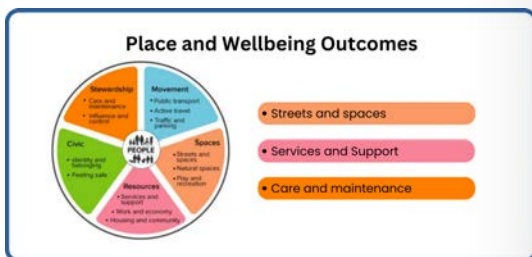 Place and Wellbeing Outcomes
Stewardship
• Care and
maintenance
• Influence and
control
Movement
• Public transport
• Active travel
• Traffic and
parking
Civic
• Identity and
belonging
• Feeling safe
PEOPLE
Spaces
• Streets and
spaces
• Natural spaces
• Play and
recreation
Resources
• Services and
support
• Work and economy
• Housing and community
• Streets and spaces
• Services and Support
• Care and maintenance